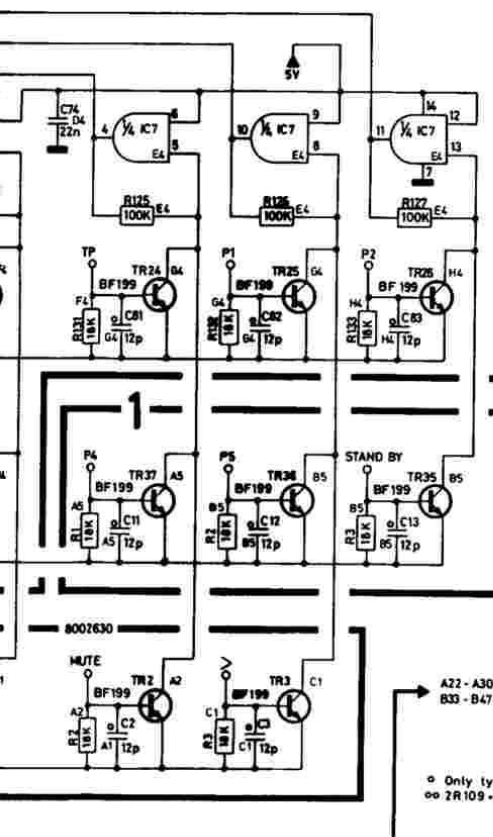 5V
C74
D4
22n
4
¼ IC7
6
E4
5
10
¼ IC7
9
E4
8
14
11
¼ IC7
12
E4
13
7
R125
E4
100K
R126
E4
100K
R127
E4
100K
TP
TR24
G4
BF199
F4
R131
18K
C81
G4
12p
P1
TR25
G4
BF199
G4
R132
18K
C82
G4
12p
P2
TR26
H4
BF199
H4
R133
18K
C83
H4
12p
1
P4
TR37
A5
BF199
A5
R1
18K
C11
A5
12p
P5
TR36
B5
BF199
B5
R2
18K
C12
B5
12p
STAND BY
TR35
B5
BF199
B5
R3
18K
C13
B5
12p
8002630
MUTE
TR2
A2
BF199
A2
R2
18K
C2
A1
12p
TR3
C1
BF199
C1
R3
18K
C3
C1
12p
A22 - A30
B33 - B47
Only ty
2R109